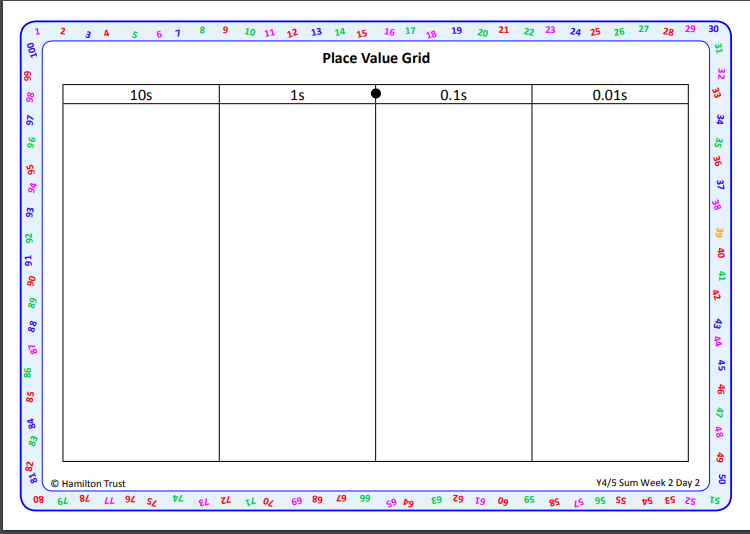 1 2 3 4 5 6 7 8 9 10 11 12 13 14 15 16 17 18 19 20 21 22 23 24 25 26 27 28 29 30
Place Value Grid
10s 1s 0.1s 0.01s
31 32 33 34 35 36 37 38 39 40 41 42 43 44 45 46 47 48 49 50
© Hamilton Trust Y4/5 Sum Week 2 Day 2
51 52 53 54 55 56 57 58 59 60 61 62 63 64 65 66 67 68 69 70 71 72 73 74 75 76 77 78 79 80
81 82 83 84 85 86 87 88 89 90 91 92 93 94 95 96 97 98 99 100